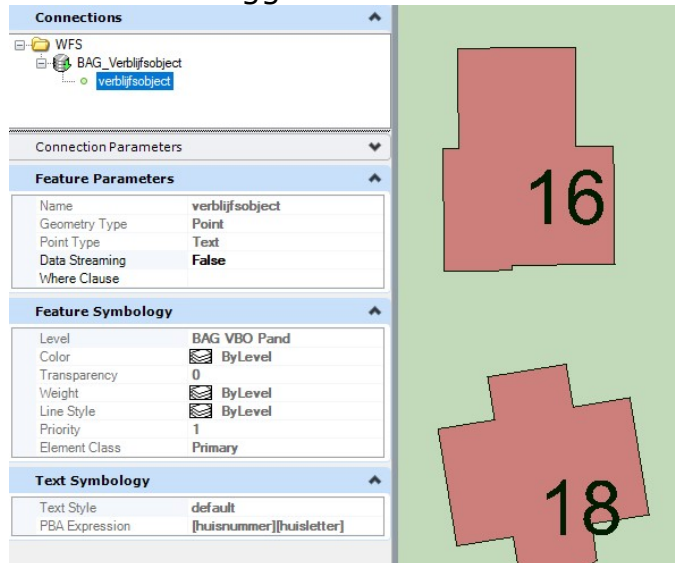 gg
Connections
WFS
BAG_Verblijfsobject
verblijfsobject
Connection Parameters
Feature Parameters
Name verblijfsobject
Geometry Type Point
Point Type Text
Data Streaming False
Where Clause
Feature Symbology
Level BAG VBO Pand
Color ByLevel
Transparency 0
Weight ByLevel
Line Style ByLevel
Priority 1
Element Class Primary
Text Symbology
Text Style default
PBA Expression [huisnummer][huisletter]
16
18